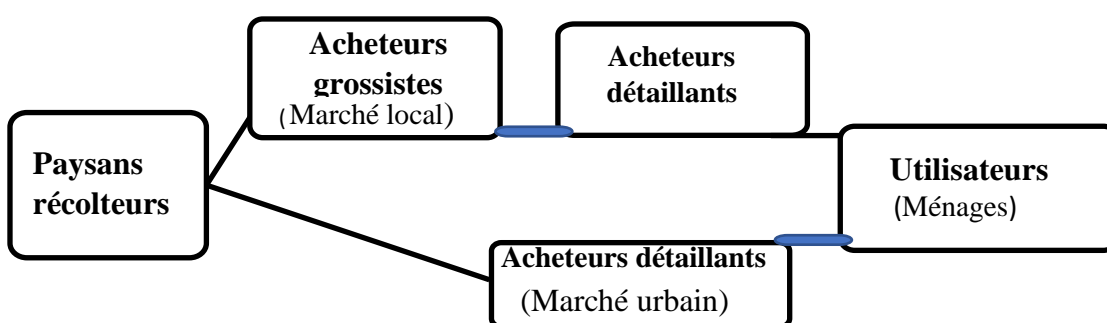 Acheteurs
grossistes
(Marché local)
Acheteurs
détaillants
Paysans
récolteurs
Utilisateurs
(Ménages)
Acheteurs détaillants
(Marché urbain)